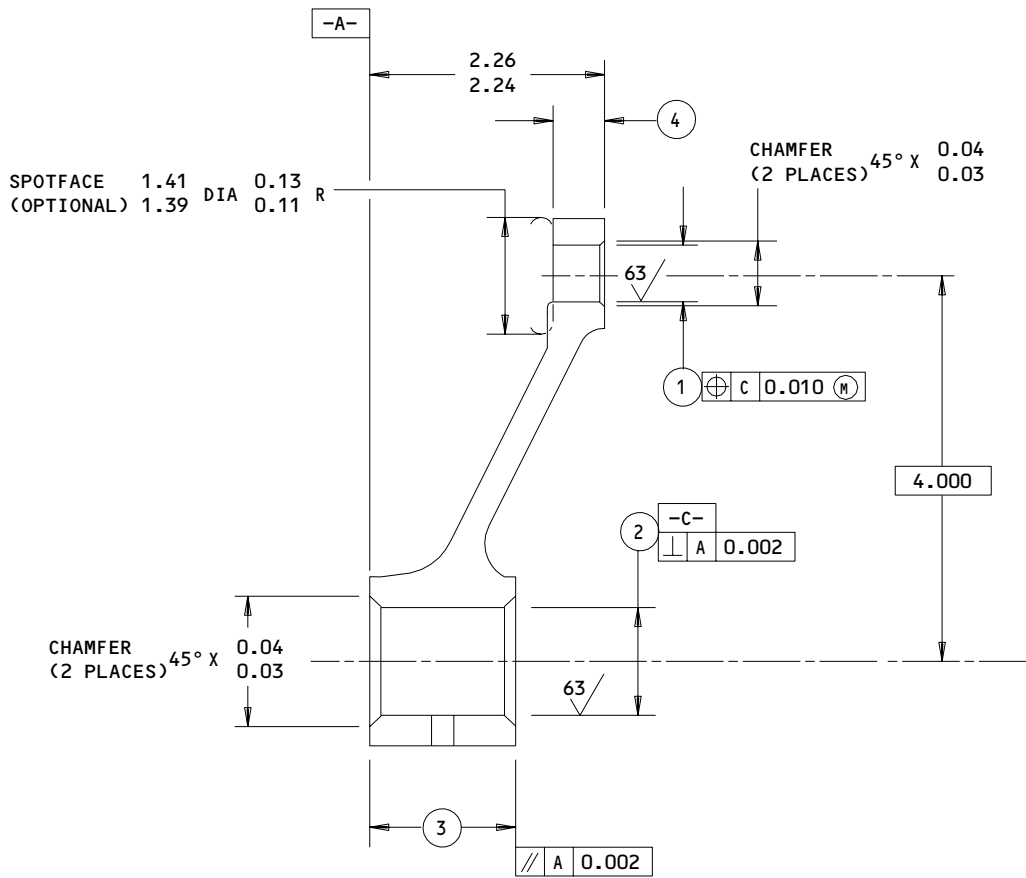 -A-
2.26
2.24
4
CHAMFER 45° X 0.04
(2 PLACES) 0.03
SPOTFACE 1.41 DIA 0.13 R
(OPTIONAL) 1.39 0.11
63
1 ⌖ C 0.010 Ⓜ
4.000
2 -C-
⊥ A 0.002
CHAMFER 45° X 0.04
(2 PLACES) 0.03
63
3
// A 0.002